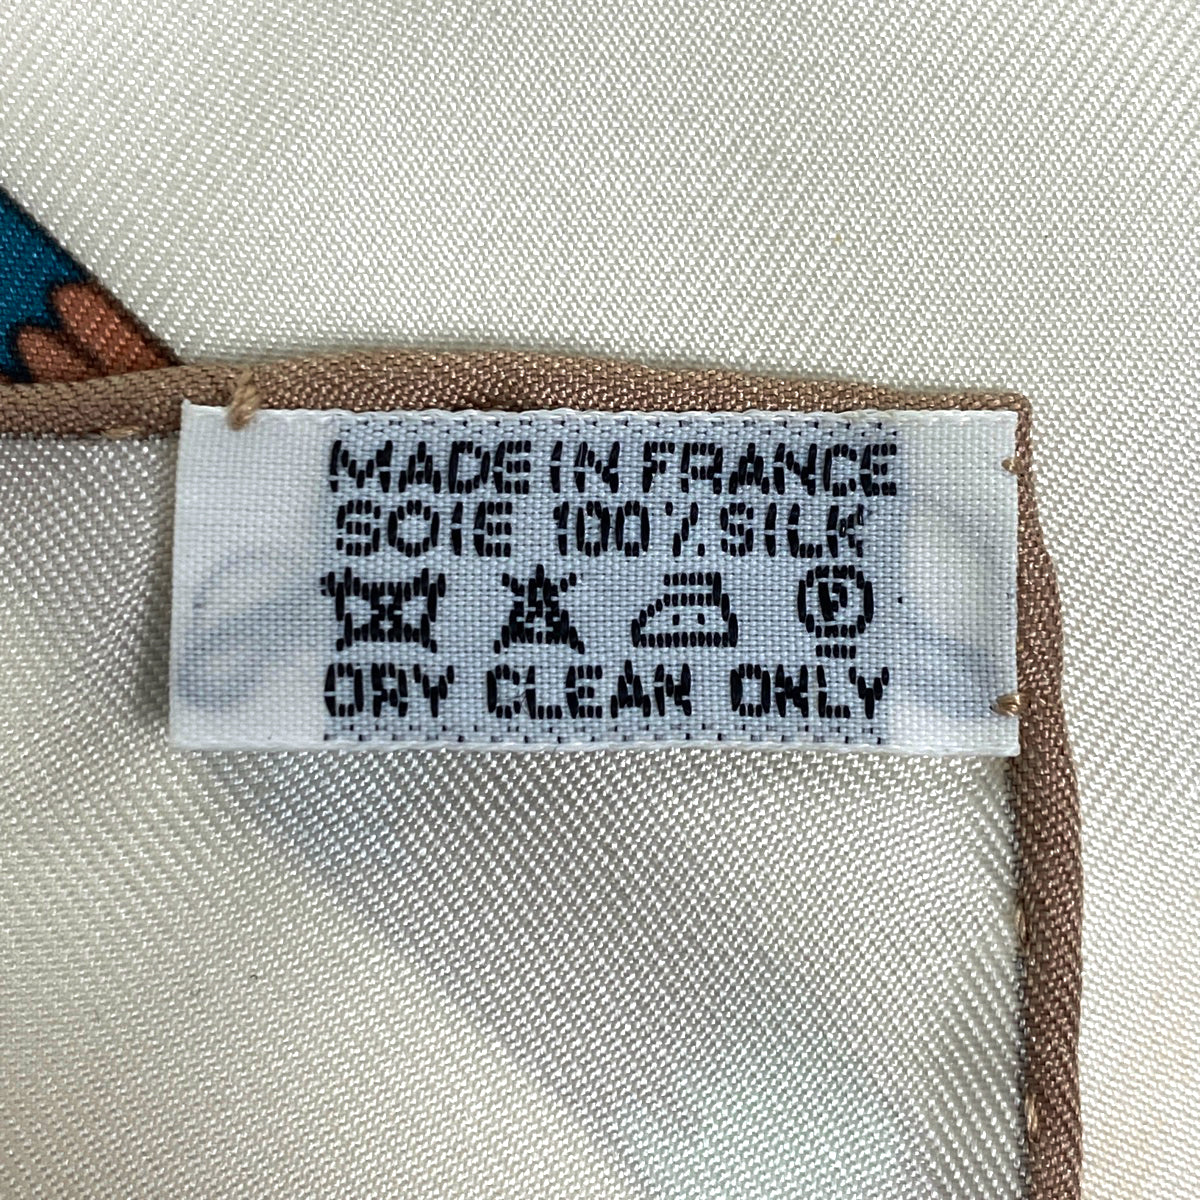 MADE IN FRANCE
SOIE 100% SILK
P
DRY CLEAN ONLY